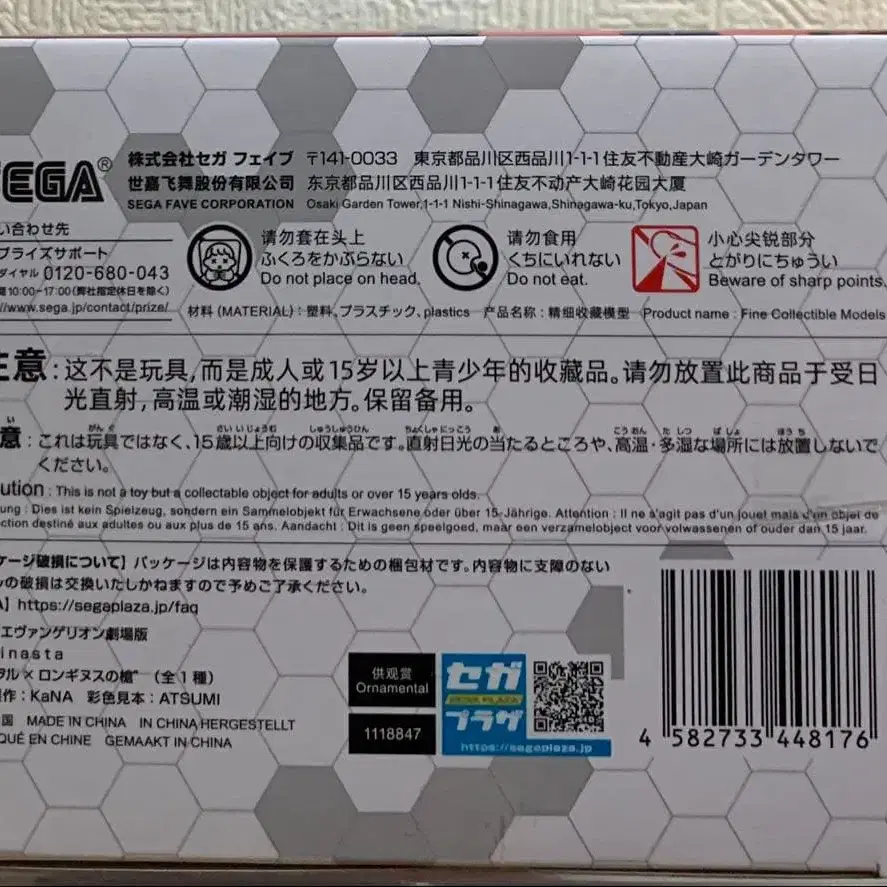 SEGA®
株式会社セガ フェイブ 〒141-0033 東京都品川区西品川1-1-1住友不動産大崎ガーデンタワー
世嘉飞舞股份有限公司 东京都品川区西品川1-1-1住友不动产大崎花园大厦
SEGA FAVE CORPORATION Osaki Garden Tower,1-1-1 Nishi-Shinagawa,Shinagawa-ku,Tokyo,Japan
い合わせ先
プライズサポート
ダイヤル 0120-680-043
10:00~17:00(弊社指定休日を除く)
//www.sega.jp/contact/prize/
请勿套在头上
ふくろをかぶらない
Do not place on head.
请勿食用
くちにいれない
Do not eat.
小心尖锐部分
とがりにちゅうい
Beware of sharp points.
材料 (MATERIAL) : 塑料、プラスチック、plastics 产品名称 : 精细收藏模型 Product name : Fine Collectible Models
注意 : 这不是玩具,而是成人或15岁以上青少年的收藏品。请勿放置此商品于受日
光直射,高温或潮湿的地方。保留备用。
意 : これは玩具ではなく、15歳以上向けの収集品です。直射日光の当たるところや、高温・多湿な場所には放置しないで
ください。
ution : This is not a toy but a collectable object for adults or over 15 years olds.
ung : Dies ist kein Spielzeug, sondern ein Sammelobjekt für Erwachsene oder über 15-Jährige. Attention : Il ne s'agit pas d'un jouet mais d'un objet de
ction destiné aux adultes ou aux plus de 15 ans. Aandacht : Dit is geen speelgoed, maar een verzamelobject voor volwassenen of ouder dan 15 jaar.
ケージ破損について】パッケージは内容物を保護するための梱包材です。内容物に支障のない
ルの破損は交換いたしかねますので予めご了承ください。
A】https://segaplaza.jp/faq
エヴァンゲリオン劇場版
inasta
ヲル×ロンギヌスの槍" (全1種)
作 : KaNA 彩色見本 : ATSUMI
国 MADE IN CHINA IN CHINA HERGESTELLT
QUÉ EN CHINE GEMAAKT IN CHINA
供观赏
Ornamental
1118847
セガ
SEGA PLAZA
プラザ
https://segaplaza.jp
4 582733 448176